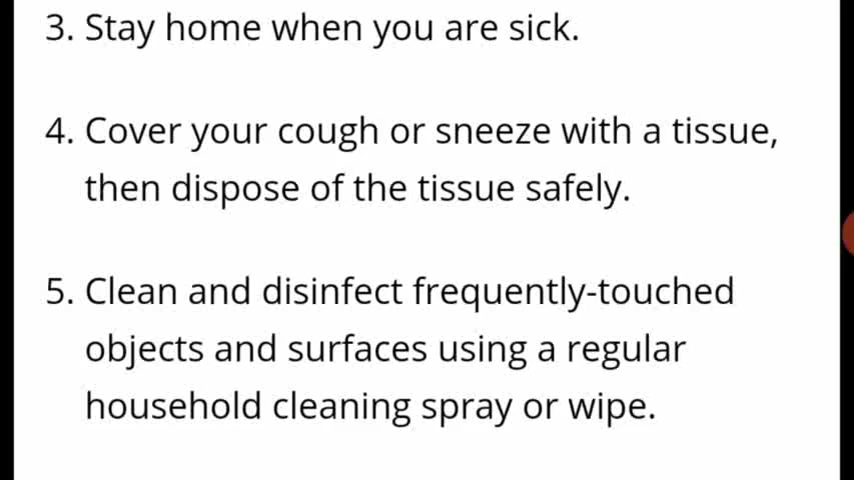 3. Stay home when you are sick.
4. Cover your cough or sneeze with a tissue,
then dispose of the tissue safely.
5. Clean and disinfect frequently-touched
objects and surfaces using a regular
household cleaning spray or wipe.